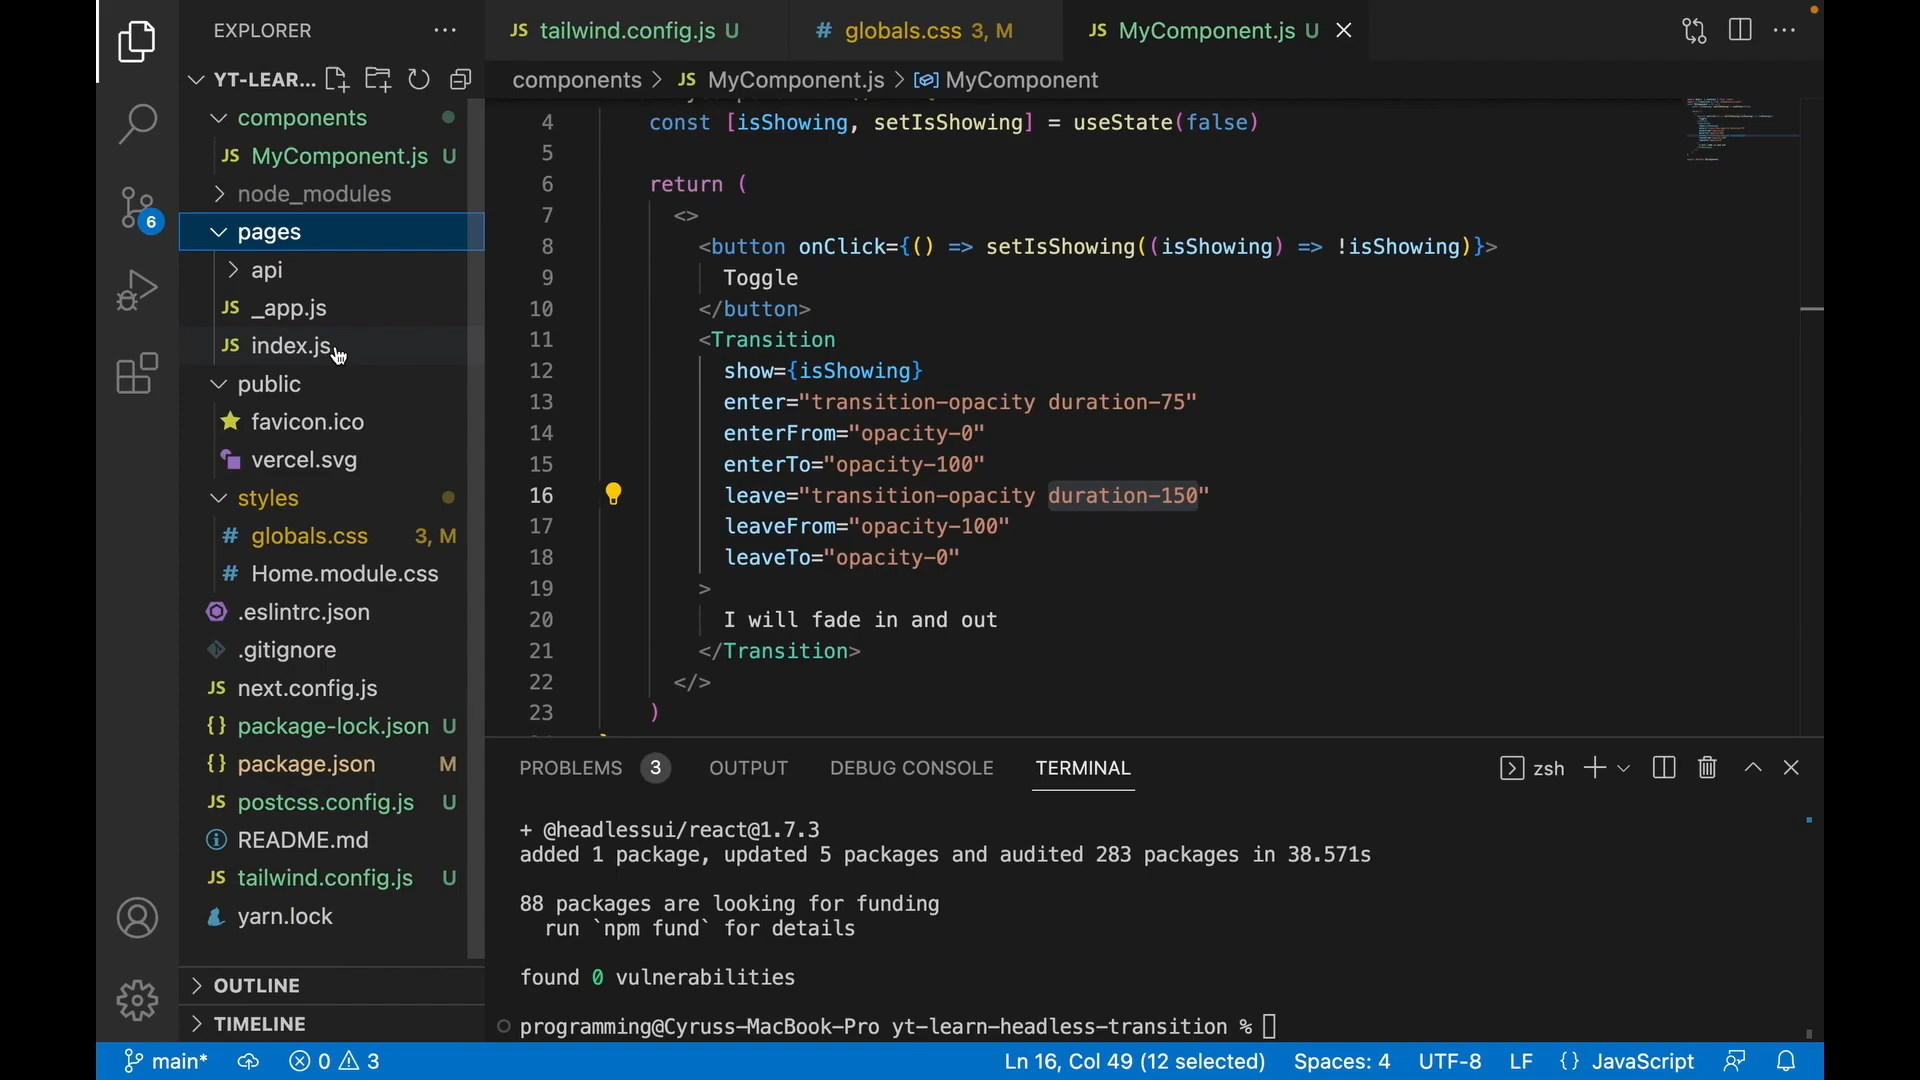 EXPLORER
YT-LEAR...
components
JS MyComponent.js U
node_modules
pages
api
JS _app.js
JS index.js
public
favicon.ico
vercel.svg
styles
# globals.css 3, M
# Home.module.css
.eslintrc.json
.gitignore
JS next.config.js
{} package-lock.json U
{} package.json M
JS postcss.config.js U
README.md
JS tailwind.config.js U
yarn.lock
OUTLINE
TIMELINE
6
JS tailwind.config.js U
# globals.css 3, M
JS MyComponent.js U
components > JS MyComponent.js > MyComponent
4 const [isShowing, setIsShowing] = useState(false)
5
6 return (
7 <>
8 <button onClick={() => setIsShowing((isShowing) => !isShowing)}>
9 Toggle
10 </button>
11 <Transition
12 show={isShowing}
13 enter="transition-opacity duration-75"
14 enterFrom="opacity-0"
15 enterTo="opacity-100"
16 leave="transition-opacity duration-150"
17 leaveFrom="opacity-100"
18 leaveTo="opacity-0"
19 >
20 I will fade in and out
21 </Transition>
22 </>
23 )
PROBLEMS 3 OUTPUT DEBUG CONSOLE TERMINAL
zsh
+ @headlessui/react@1.7.3
added 1 package, updated 5 packages and audited 283 packages in 38.571s
88 packages are looking for funding
run `npm fund` for details
found 0 vulnerabilities
programming@Cyruss-MacBook-Pro yt-learn-headless-transition %
main* 0 3
Ln 16, Col 49 (12 selected) Spaces: 4 UTF-8 LF {} JavaScript